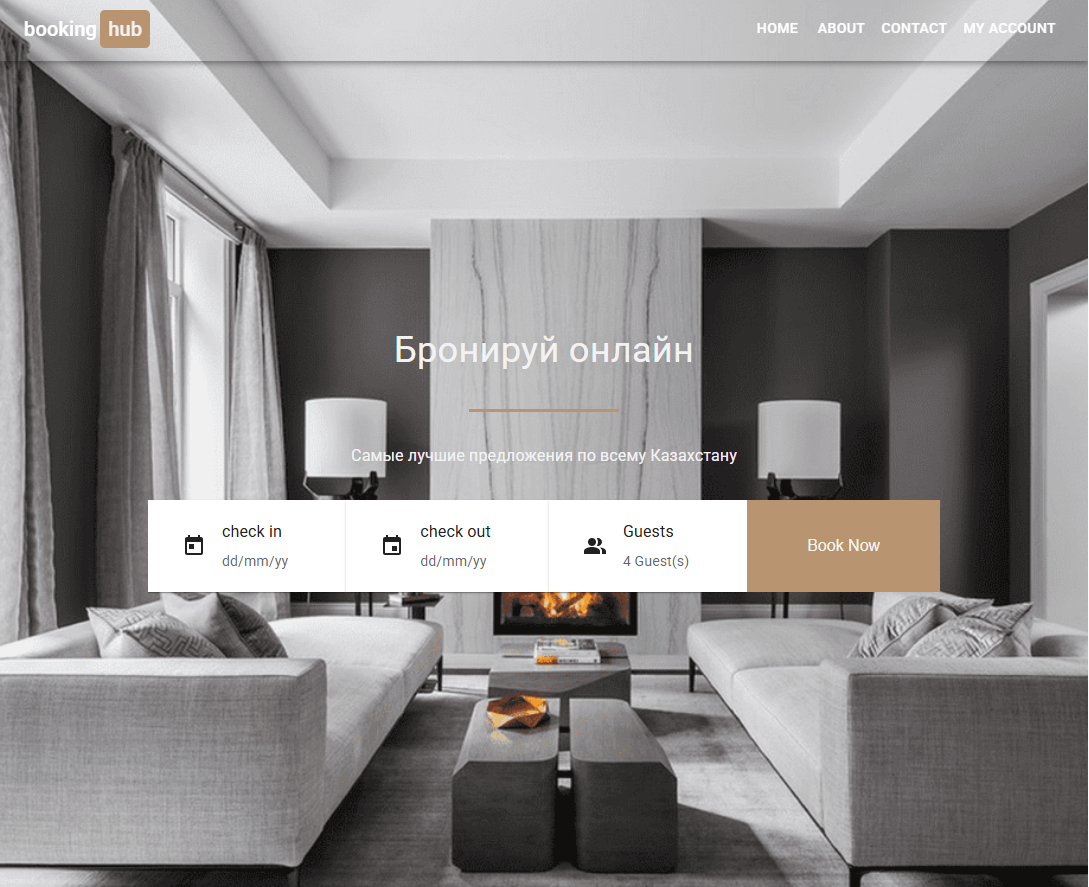 booking hub
HOME ABOUT CONTACT MY ACCOUNT
Бронируй онлайн
Самые лучшие предложения по всему Казахстану
check in
dd/mm/yy
check out
dd/mm/yy
Guests
4 Guest(s)
Book Now